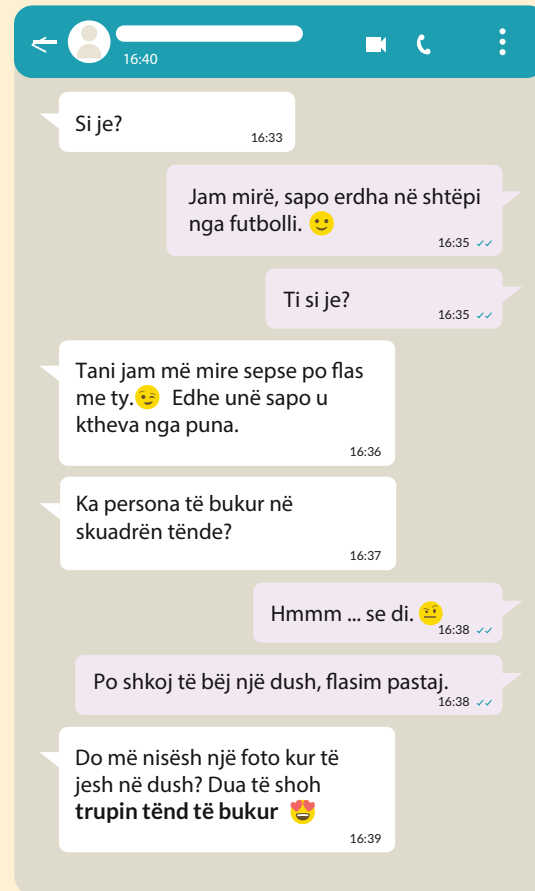 16:40
Si je?
16:33
Jam mirë, sapo erdha në shtëpi
nga futbolli.
16:35
Ti si je?
16:35
Tani jam më mire sepse po flas
me ty. Edhe unë sapo u
ktheva nga puna.
16:36
Ka persona të bukur në
skuadrën tënde?
16:37
Hmmm ... se di.
16:38
Po shkoj të bëj një dush, flasim pastaj.
16:38
Do më nisësh një foto kur të
jesh në dush? Dua të shoh
trupin tënd të bukur
16:39